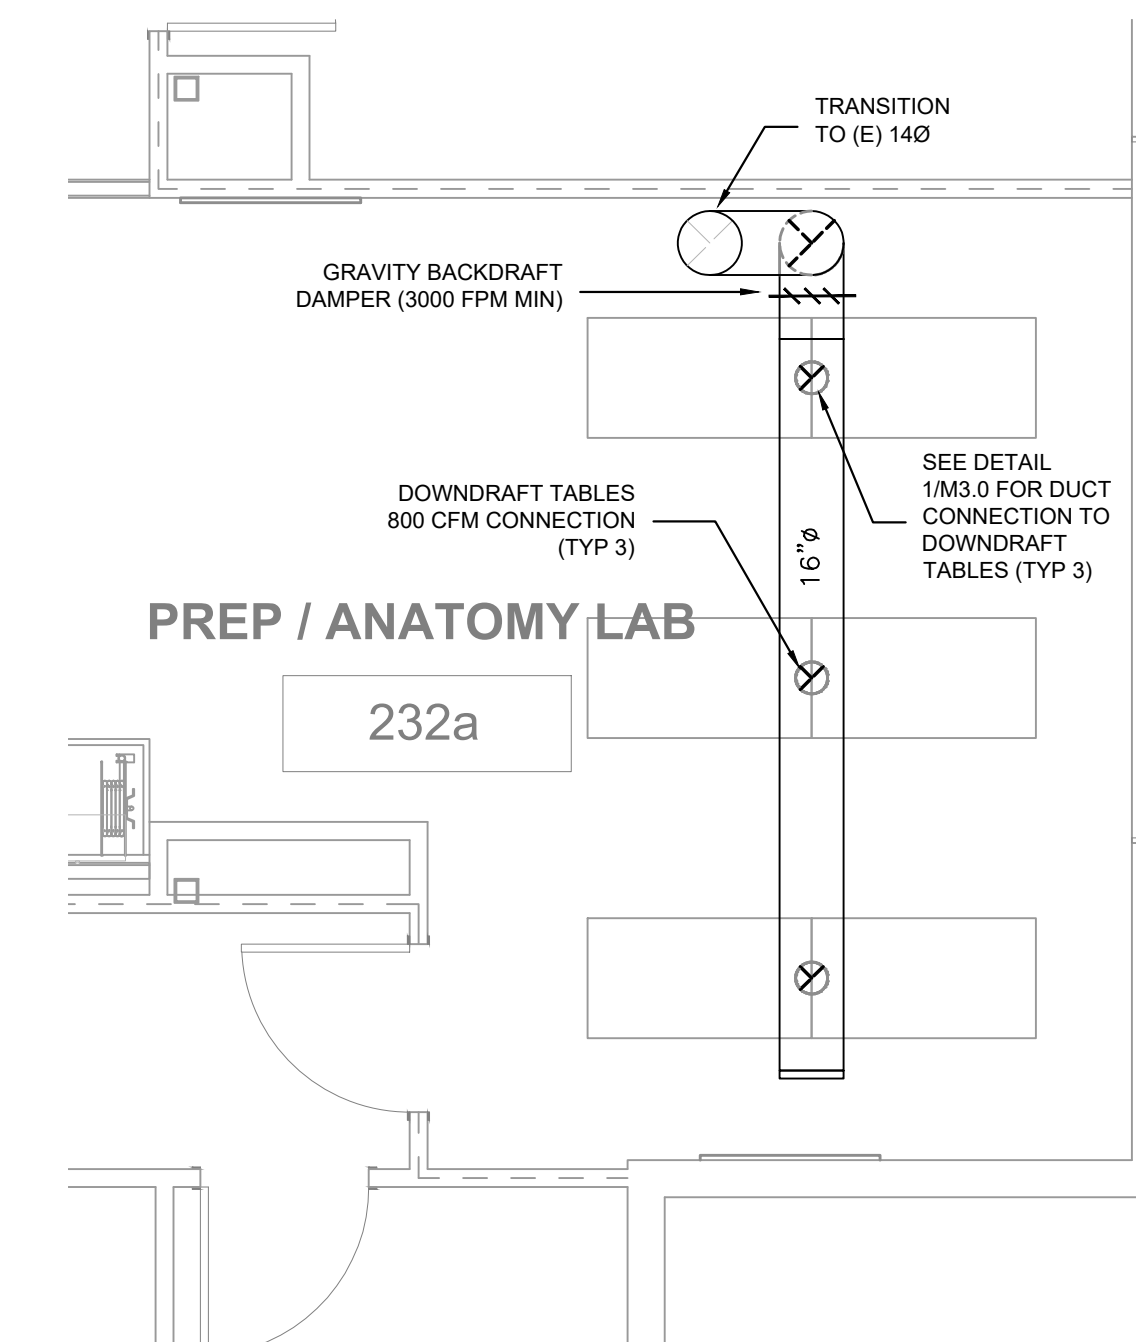 TRANSITION
TO (E) 14Ø
GRAVITY BACKDRAFT
DAMPER (3000 FPM MIN)
SEE DETAIL
1/M3.0 FOR DUCT
CONNECTION TO
DOWNDRAFT
TABLES (TYP 3)
DOWNDRAFT TABLES
800 CFM CONNECTION
(TYP 3)
16"ø
PREP / ANATOMY LAB
232a